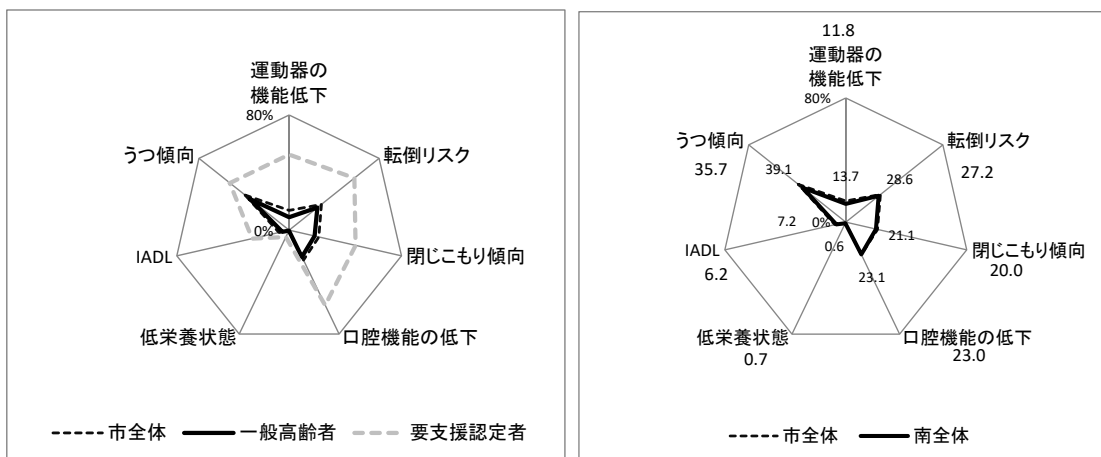 運動器の
機能低下
80%
うつ傾向
転倒リスク
0%
IADL
閉じこもり傾向
低栄養状態
口腔機能の低下
市全体
一般高齢者
要支援認定者
11.8
運動器の
機能低下
80%
うつ傾向
35.7
転倒リスク
27.2
39.1
13.7
28.6
7.2
0%
21.1
0.6
23.1
IADL
6.2
閉じこもり傾向
20.0
低栄養状態
0.7
口腔機能の低下
23.0
市全体
南全体